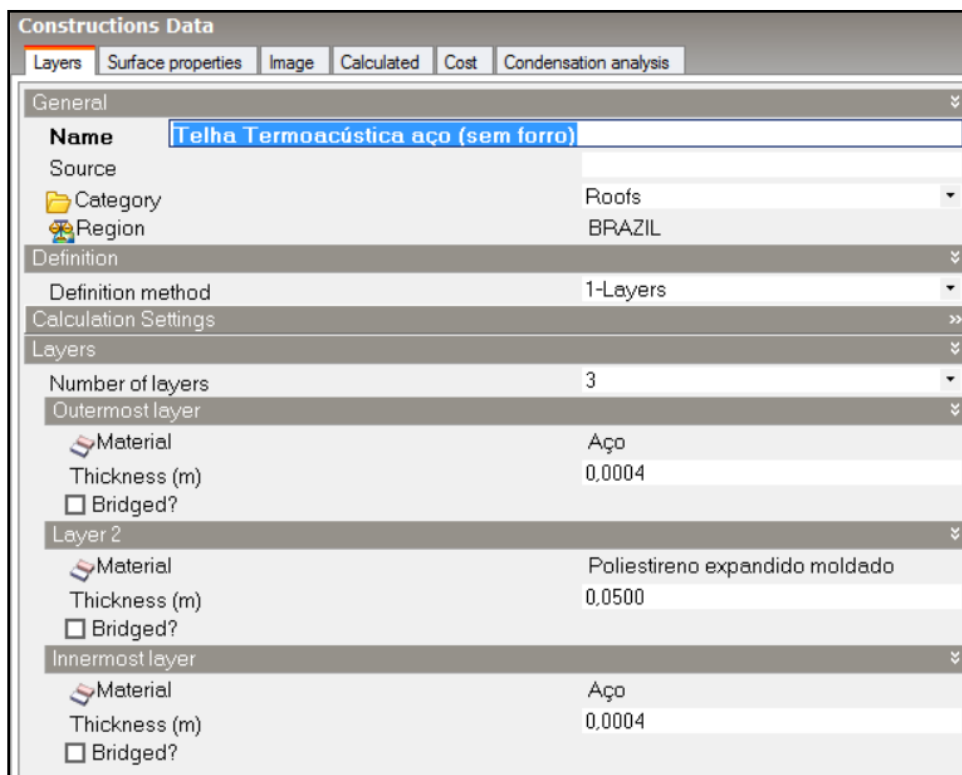 Constructions Data
Layers Surface properties Image Calculated Cost Condensation analysis
General
Name Telha Termoacústica aço (sem forro)
Source
Category Roofs
Region BRAZIL
Definition
Definition method 1-Layers
Calculation Settings
Layers
Number of layers 3
Outermost layer
Material Aço
Thickness (m) 0,0004
Bridged?
Layer 2
Material Poliestireno expandido moldado
Thickness (m) 0,0500
Bridged?
Innermost layer
Material Aço
Thickness (m) 0,0004
Bridged?